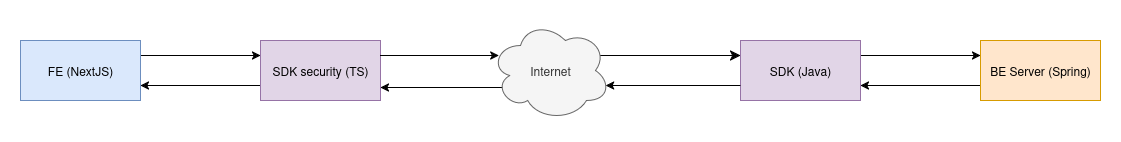 FE (NextJS)
SDK security (TS)
Internet
SDK (Java)
BE Server (Spring)